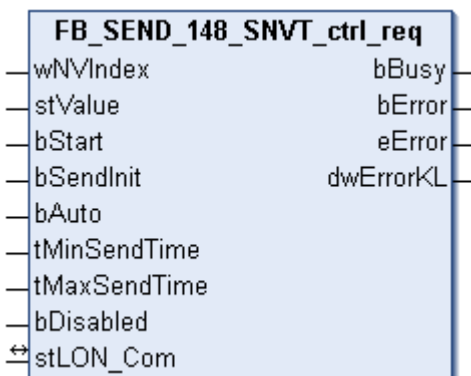 FB_SEND_148_SNVT_ctrl_req
wNVIndex bBusy
stValue bError
bStart eError
bSendInit dwErrorKL
bAuto
tMinSendTime
tMaxSendTime
bDisabled
stLON_Com